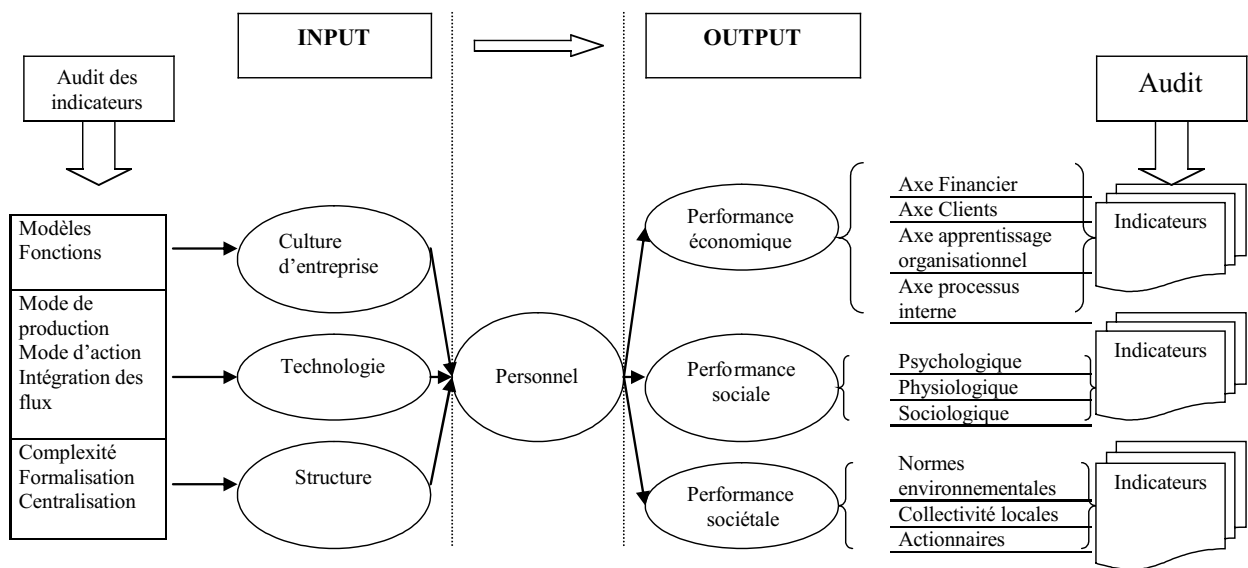 INPUT
OUTPUT
Audit des
indicateurs
Audit
Modèles
Fonctions
Mode de
production
Mode d’action
Intégration des
flux
Complexité
Formalisation
Centralisation
Culture
d’entreprise
Technologie
Structure
Personnel
Performance
économique
Performance
sociale
Performance
sociétale
Axe Financier
Axe Clients
Axe apprentissage
organisationnel
Axe processus
interne
Psychologique
Physiologique
Sociologique
Normes
environnementales
Collectivité locales
Actionnaires
Indicateurs
Indicateurs
Indicateurs